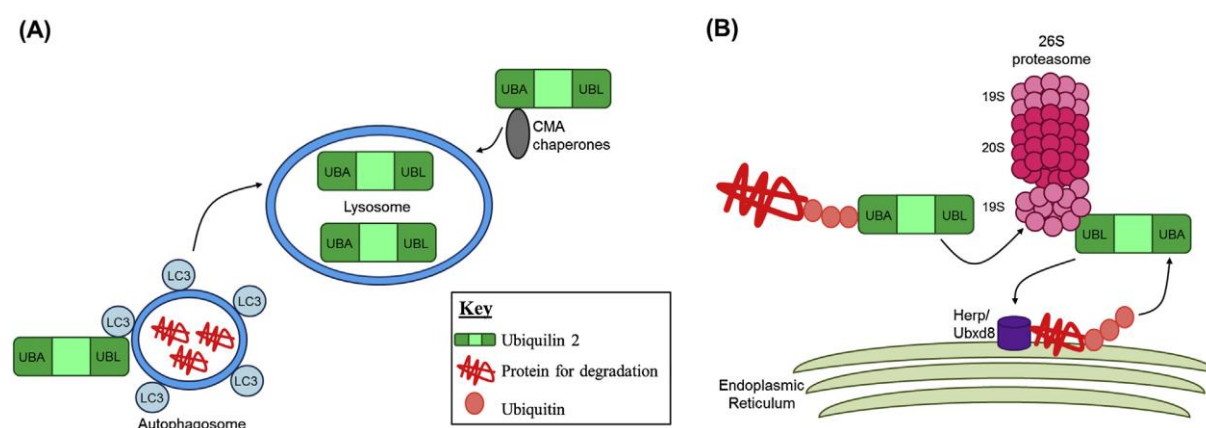 (A)
UBA UBL
CMA
chaperones
UBA UBL
Lysosome
UBA UBL
LC3
LC3
LC3
LC3
LC3
UBA UBL
Autophagosome
Key
Ubiquilin 2
Protein for degradation
Ubiquitin
(B)
26S
proteasome
19S
20S
19S
UBA UBL
UBL UBA
Herp/
Ubxd8
Endoplasmic
Reticulum